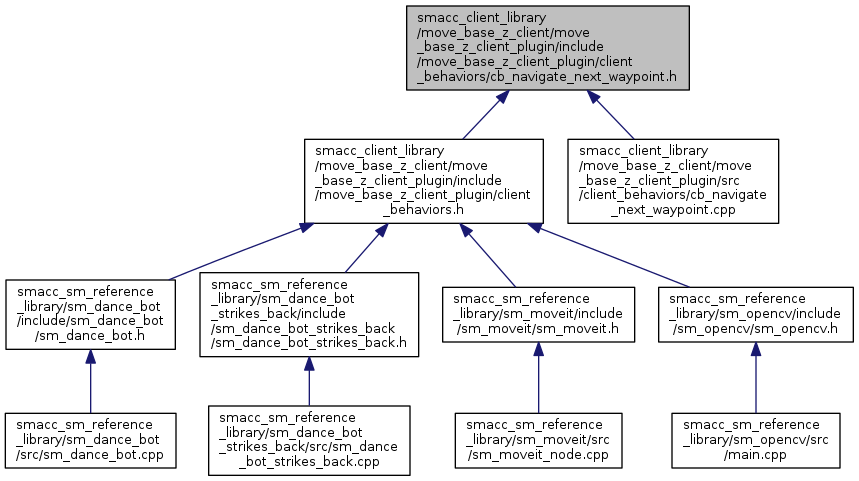 smacc_client_library
/move_base_z_client/move
_base_z_client_plugin/include
/move_base_z_client_plugin/client
_behaviors/cb_navigate_next_waypoint.h
smacc_client_library
/move_base_z_client/move
_base_z_client_plugin/include
/move_base_z_client_plugin/client
_behaviors.h
smacc_client_library
/move_base_z_client/move
_base_z_client_plugin/src
/client_behaviors/cb_navigate
_next_waypoint.cpp
smacc_sm_reference
_library/sm_dance_bot
/include/sm_dance_bot
/sm_dance_bot.h
smacc_sm_reference
_library/sm_dance_bot
_strikes_back/include
/sm_dance_bot_strikes_back
/sm_dance_bot_strikes_back.h
smacc_sm_reference
_library/sm_moveit/include
/sm_moveit/sm_moveit.h
smacc_sm_reference
_library/sm_opencv/include
/sm_opencv/sm_opencv.h
smacc_sm_reference
_library/sm_dance_bot
/src/sm_dance_bot.cpp
smacc_sm_reference
_library/sm_dance_bot
_strikes_back/src/sm_dance
_bot_strikes_back.cpp
smacc_sm_reference
_library/sm_moveit/src
/sm_moveit_node.cpp
smacc_sm_reference
_library/sm_opencv/src
/main.cpp